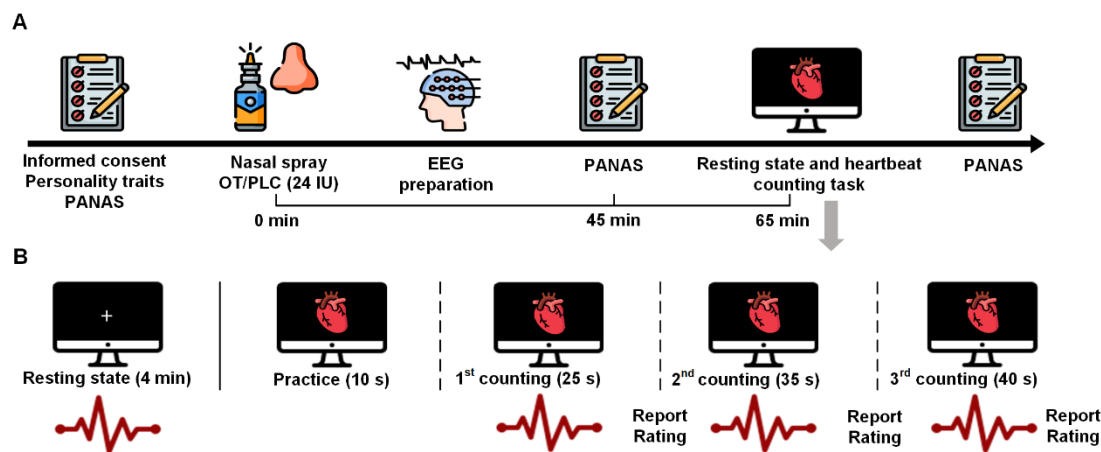 A
Informed consent
Personality traits
PANAS
Nasal spray
OT/PLC (24 IU)
EEG
preparation
PANAS
Resting state and heartbeat
counting task
PANAS
0 min
45 min
65 min
B
Resting state (4 min)
Practice (10 s)
1st counting (25 s)
2nd counting (35 s)
3rd counting (40 s)
Report
Rating
Report
Rating
Report
Rating